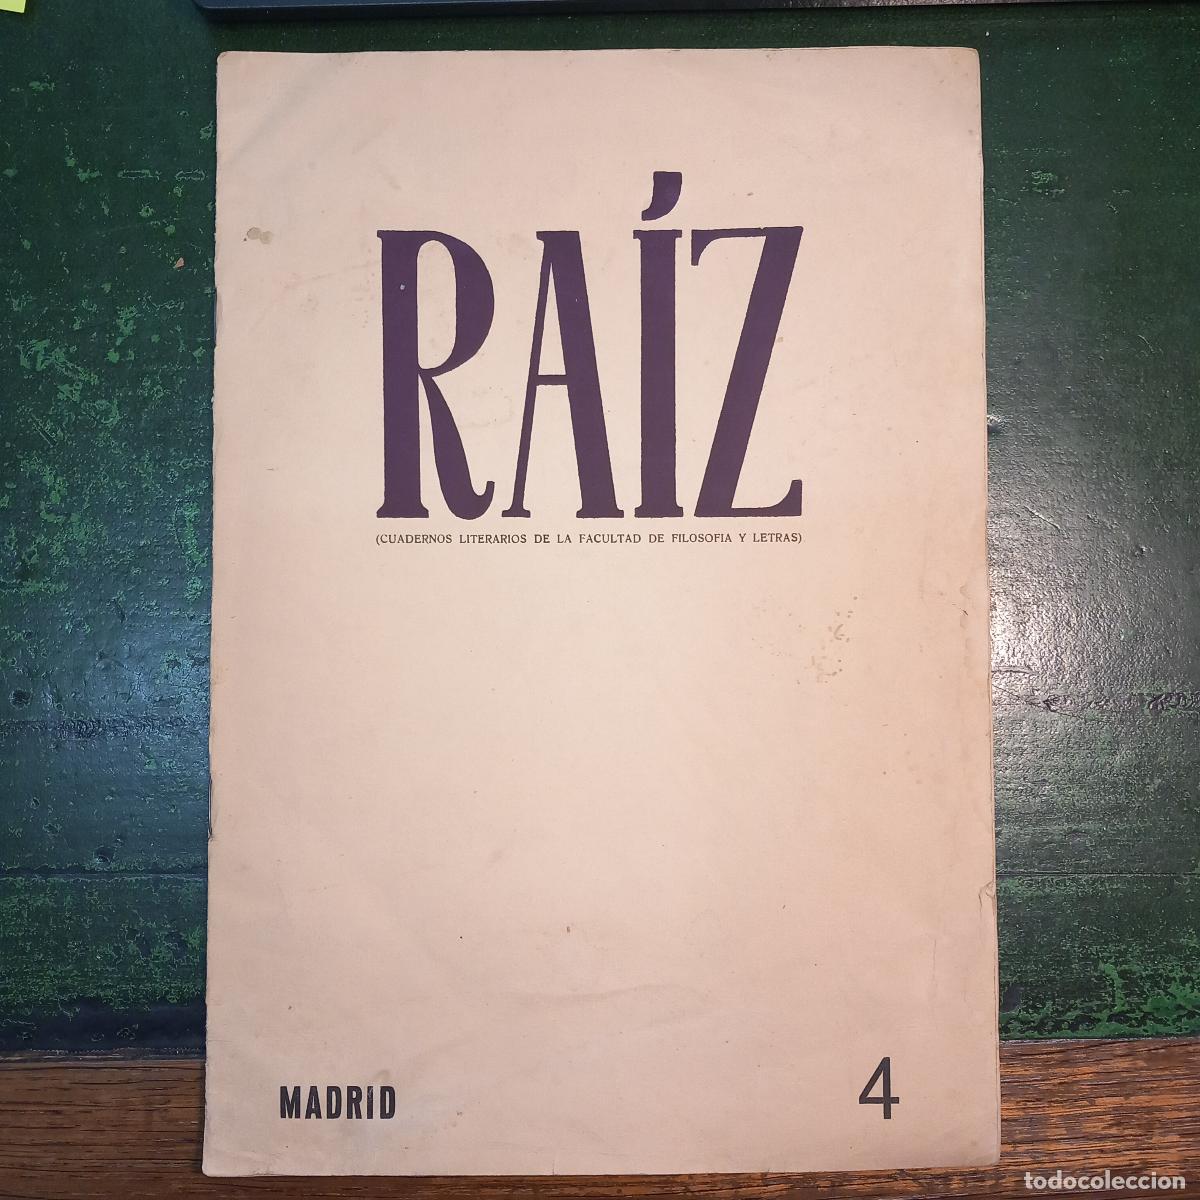 RAÍZ
(CUADERNOS LITERARIOS DE LA FACULTAD DE FILOSOFIA Y LETRAS)
MADRID
4
todocoleccion